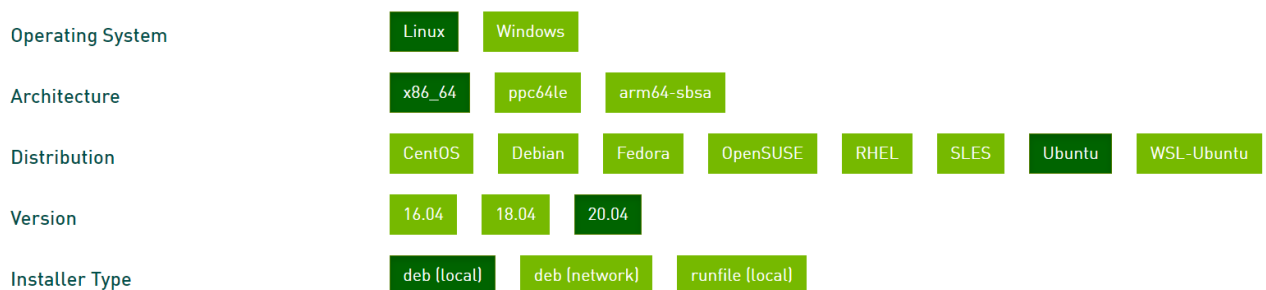 Operating System Linux Windows
Architecture x86_64 ppc64le arm64-sbsa
Distribution CentOS Debian Fedora OpenSUSE RHEL SLES Ubuntu WSL-Ubuntu
Version 16.04 18.04 20.04
Installer Type deb (local) deb (network) runfile (local)